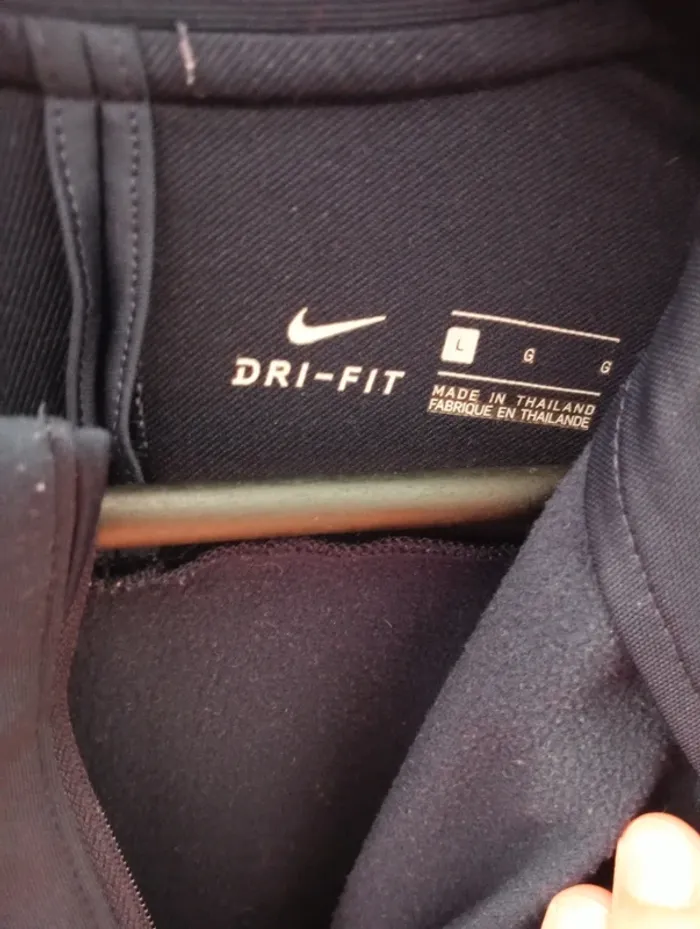 DRI-FIT
L G G
MADE IN THAILAND
FABRIQUE EN THAILANDE